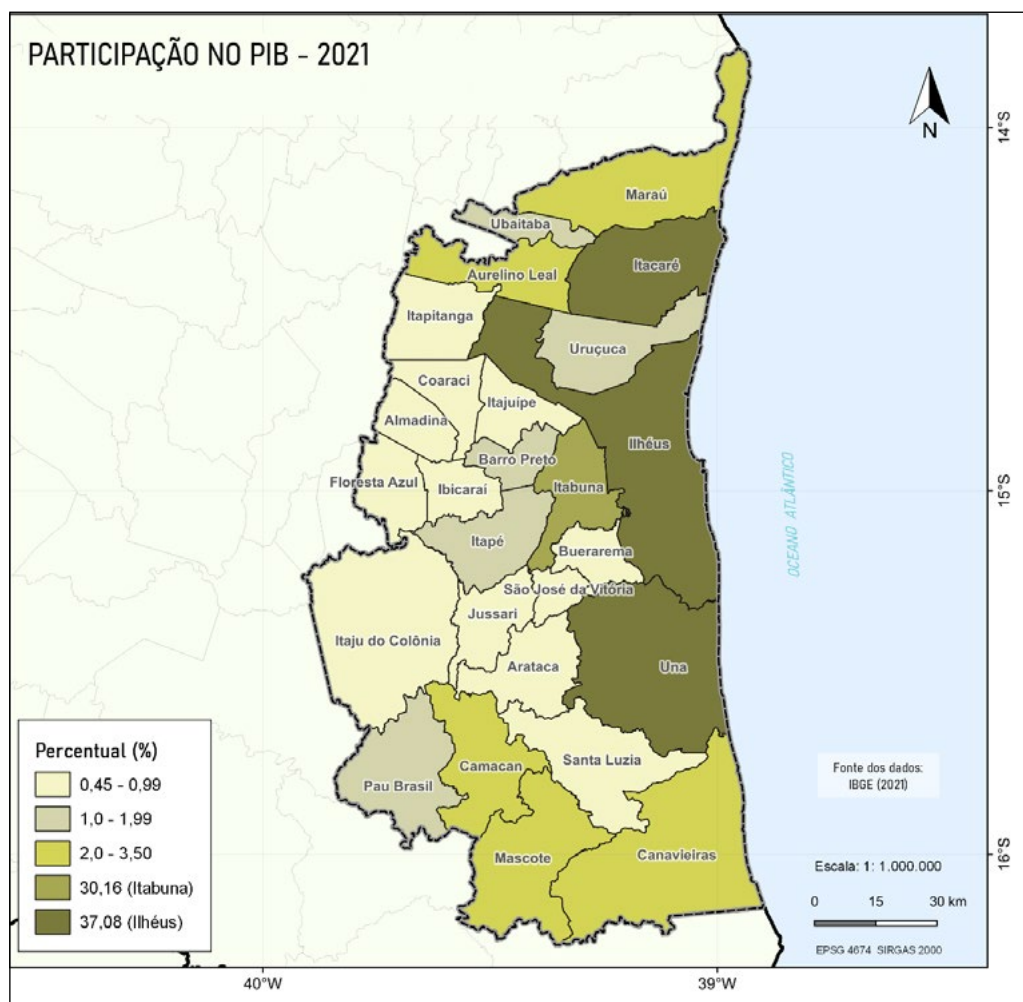 PARTICIPAÇÃO NO PIB - 2021
N
14°S
Maraú
Ubaitaba
Itacaré
Aurelino Leal
Itapitanga
Uruçuca
Coaraci
Itajuípe
Almadina
Ilhéus
Barro Preto
Floresta Azul
Ibicaraí
Itabuna
15°S
OCEANO ATLÂNTICO
Itapé
Buerarema
São José da Vitória
Jussari
Itaju do Colônia
Arataca
Una
Santa Luzia
Camacan
Pau Brasil
Mascote
Canavieiras
16°S
Percentual (%)
0,45 - 0,99
1,0 - 1,99
2,0 - 3,50
30,16 (Itabuna)
37,08 (Ilhéus)
Fonte dos dados:
IBGE (2021)
Escala: 1: 1.000.000
0 15 30 km
EPSG 4674 SIRGAS 2000
40°W 39°W